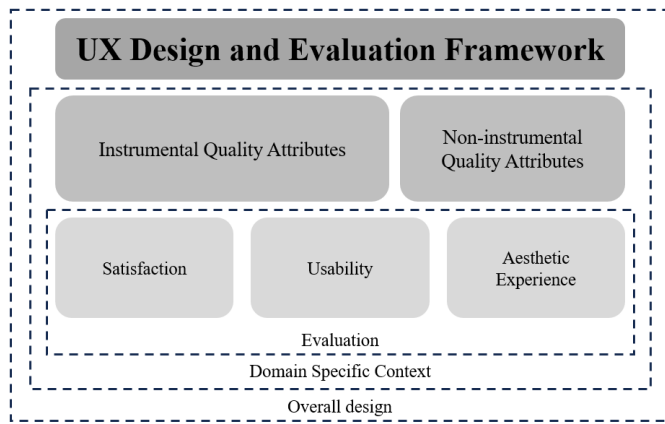 UX Design and Evaluation Framework
Instrumental Quality Attributes
Non-instrumental
Quality Attributes
Satisfaction
Usability
Aesthetic
Experience
Evaluation
Domain Specific Context
Overall design